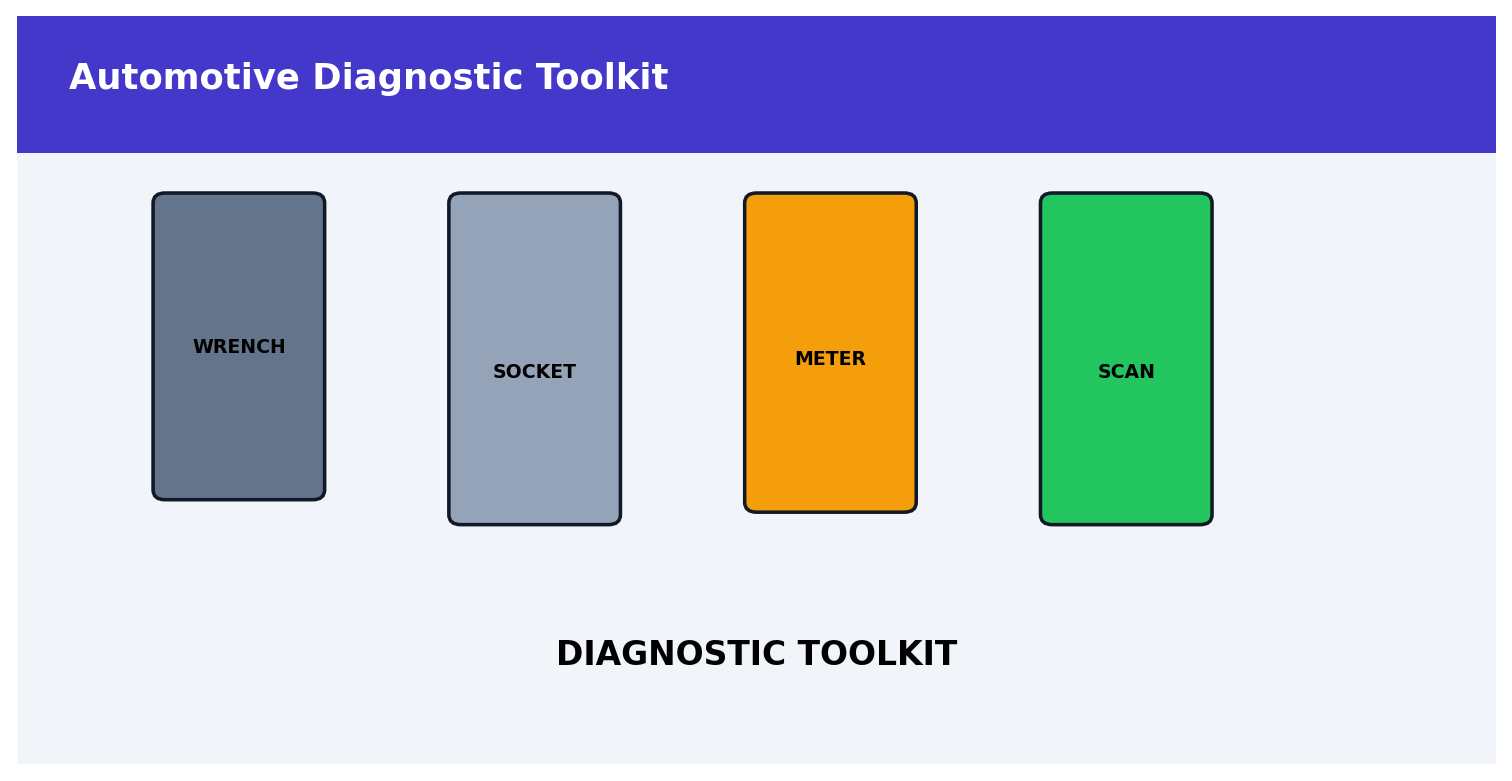 Automotive Diagnostic Toolkit
WRENCH
SOCKET
METER
SCAN
DIAGNOSTIC TOOLKIT